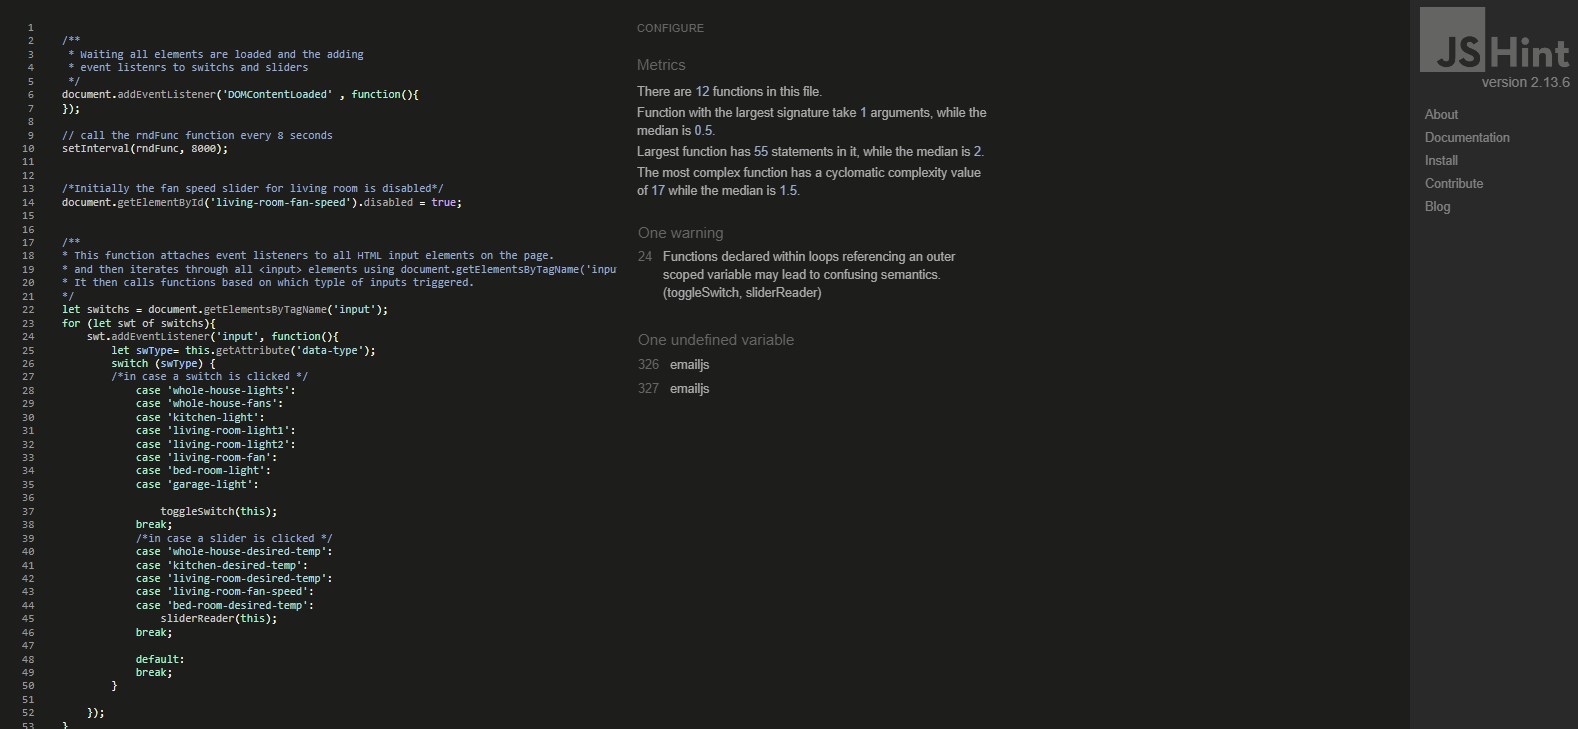 1
2 /**
3 * Waiting all elements are loaded and the adding
4 * event listenrs to switchs and sliders
5 */
6 document.addEventListener('DOMContentLoaded' , function(){
7 });
8
9 // call the rndFunc function every 8 seconds
10 setInterval(rndFunc, 8000);
11
12
13 /*Initially the fan speed slider for living room is disabled*/
14 document.getElementById('living-room-fan-speed').disabled = true;
15
16
17 /**
18 * This function attaches event listeners to all HTML input elements on the page.
19 * and then iterates through all <input> elements using document.getElementsByTagName('inpu
20 * It then calls functions based on which typle of inputs triggered.
21 */
22 let switchs = document.getElementsByTagName('input');
23 for (let swt of switchs){
24 swt.addEventListener('input', function(){
25 let swType= this.getAttribute('data-type');
26 switch (swType) {
27 /*in case a switch is clicked */
28 case 'whole-house-lights':
29 case 'whole-house-fans':
30 case 'kitchen-light':
31 case 'living-room-light1':
32 case 'living-room-light2':
33 case 'living-room-fan':
34 case 'bed-room-light':
35 case 'garage-light':
36
37 toggleSwitch(this);
38 break;
39 /*in case a slider is clicked */
40 case 'whole-house-desired-temp':
41 case 'kitchen-desired-temp':
42 case 'living-room-desired-temp':
43 case 'living-room-fan-speed':
44 case 'bed-room-desired-temp':
45 sliderReader(this);
46 break;
47
48 default:
49 break;
50 }
51
52 });
53 }
CONFIGURE
Metrics
There are 12 functions in this file.
Function with the largest signature take 1 arguments, while the
median is 0.5.
Largest function has 55 statements in it, while the median is 2.
The most complex function has a cyclomatic complexity value
of 17 while the median is 1.5.
One warning
24 Functions declared within loops referencing an outer
scoped variable may lead to confusing semantics.
(toggleSwitch, sliderReader)
One undefined variable
326 emailjs
327 emailjs
JSHint
version 2.13.6
About
Documentation
Install
Contribute
Blog